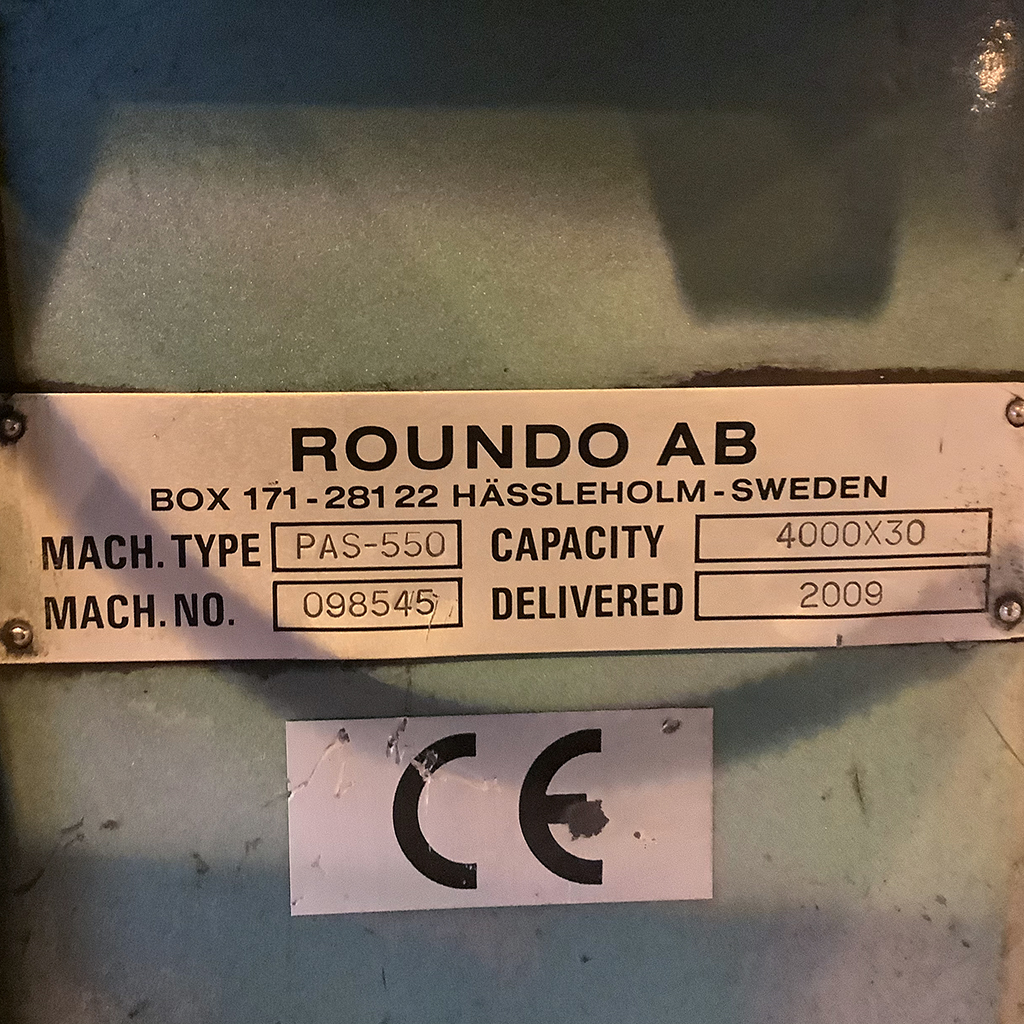 ROUNDO AB
BOX 171-281 22 HÄSSLEHOLM-SWEDEN
MACH. TYPE PAS-550 CAPACITY 4000X30
MACH. NO. 098545 DELIVERED 2009
CE